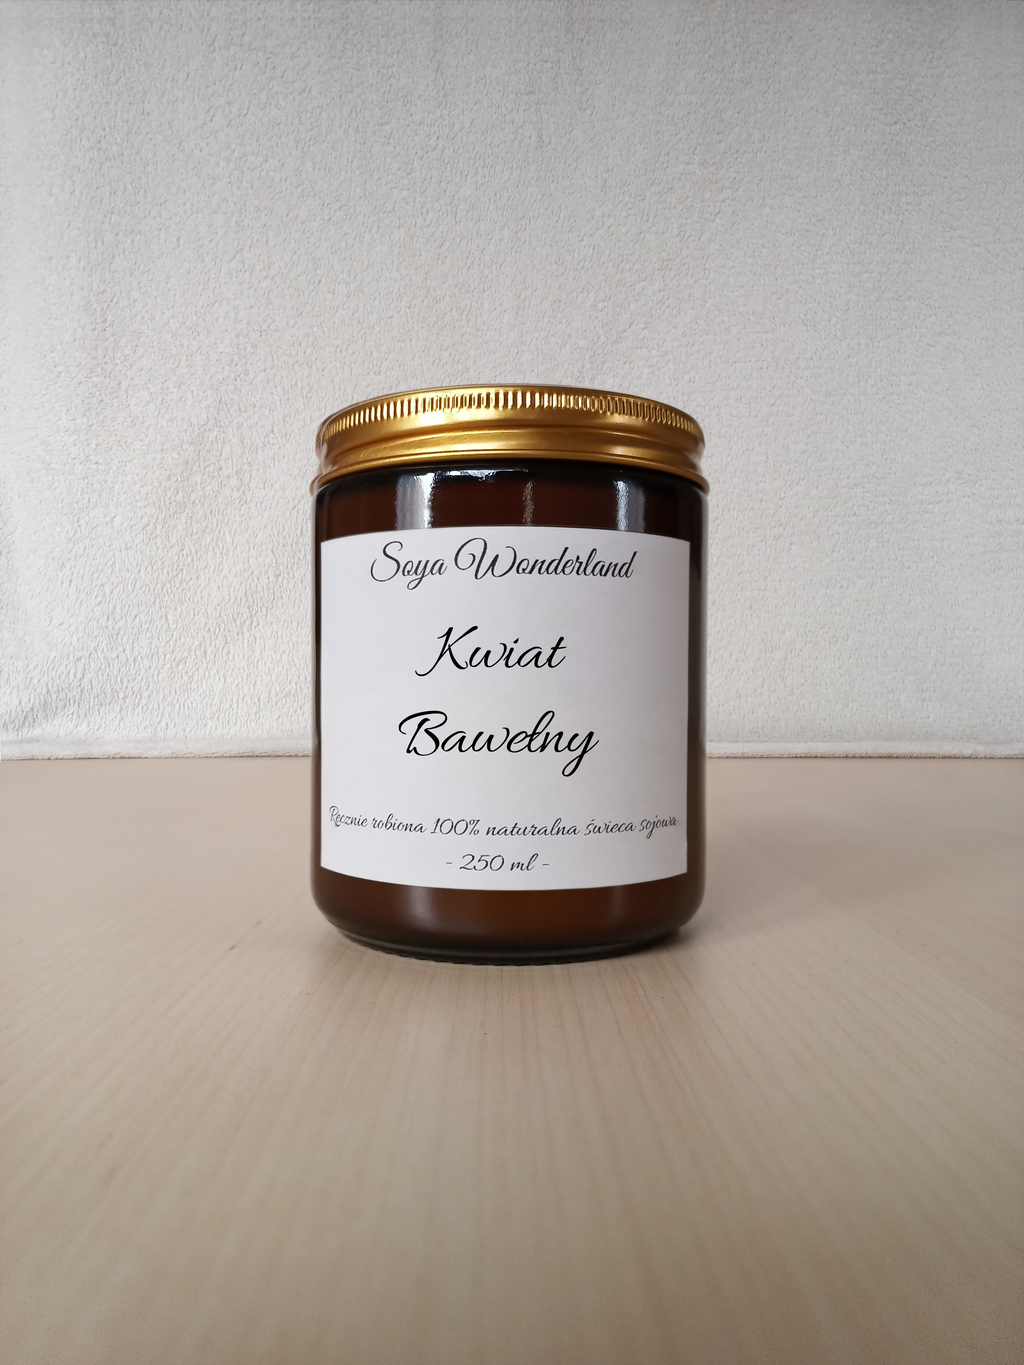 Soya Wonderland
Kwiat
Bawełny
Ręcznie robiona 100% naturalna świeca sojowa
- 250 ml -